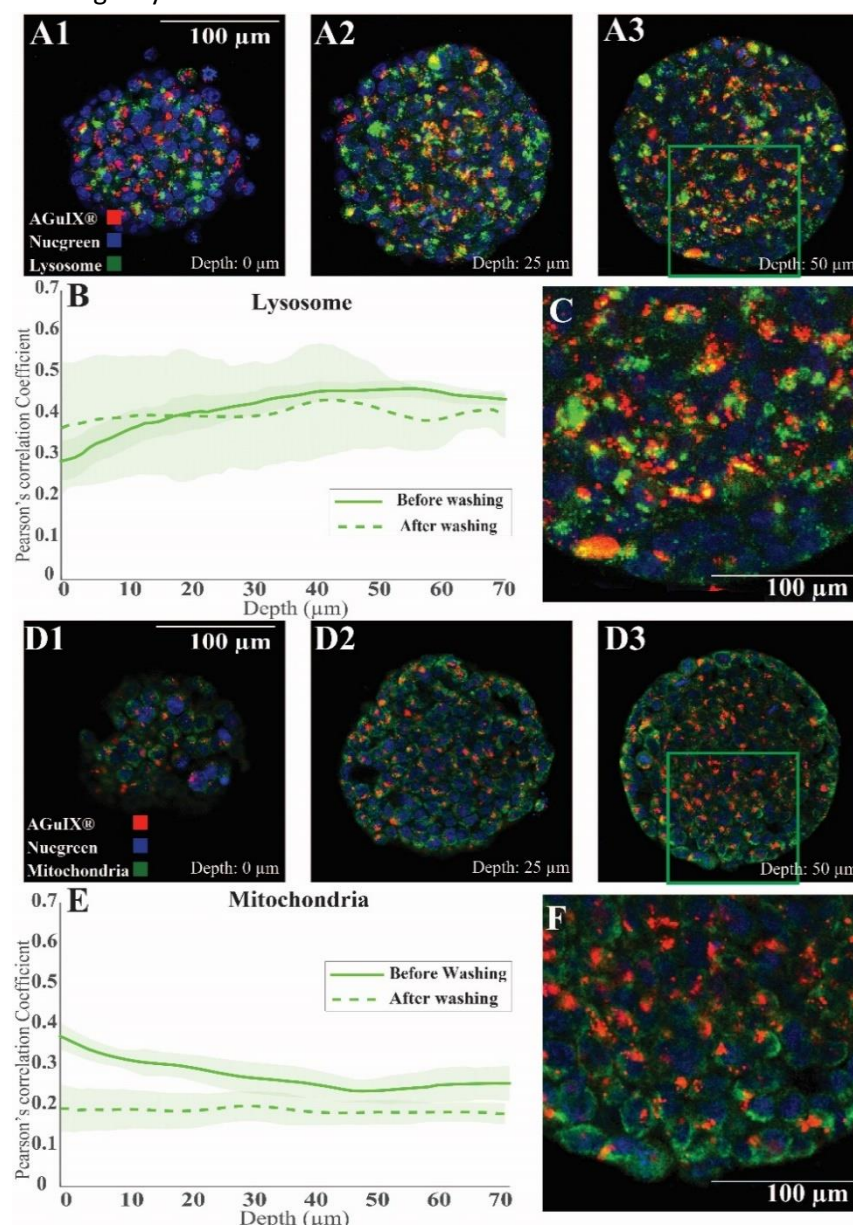 A1
100 µm
A2
A3
AGuIX®
Nucgreen
Lysosome
Depth: 0 µm
Depth: 25 µm
Depth: 50 µm
B
Lysosome
Pearson's correlation Coefficient
0.7
0.6
0.5
0.4
0.3
0.2
0.1
0
Before washing
After washing
0 10 20 30 40 50 60 70
Depth (µm)
C
100 µm
D1
100 µm
D2
D3
AGuIX®
Nucgreen
Mitochondria
Depth: 0 µm
Depth: 25 µm
Depth: 50 µm
E
Mitochondria
Pearson's correlation Coefficient
0.7
0.6
0.5
0.4
0.3
0.2
0.1
0
Before Washing
After washing
0 10 20 30 40 50 60 70
Depth (µm)
F
100 µm